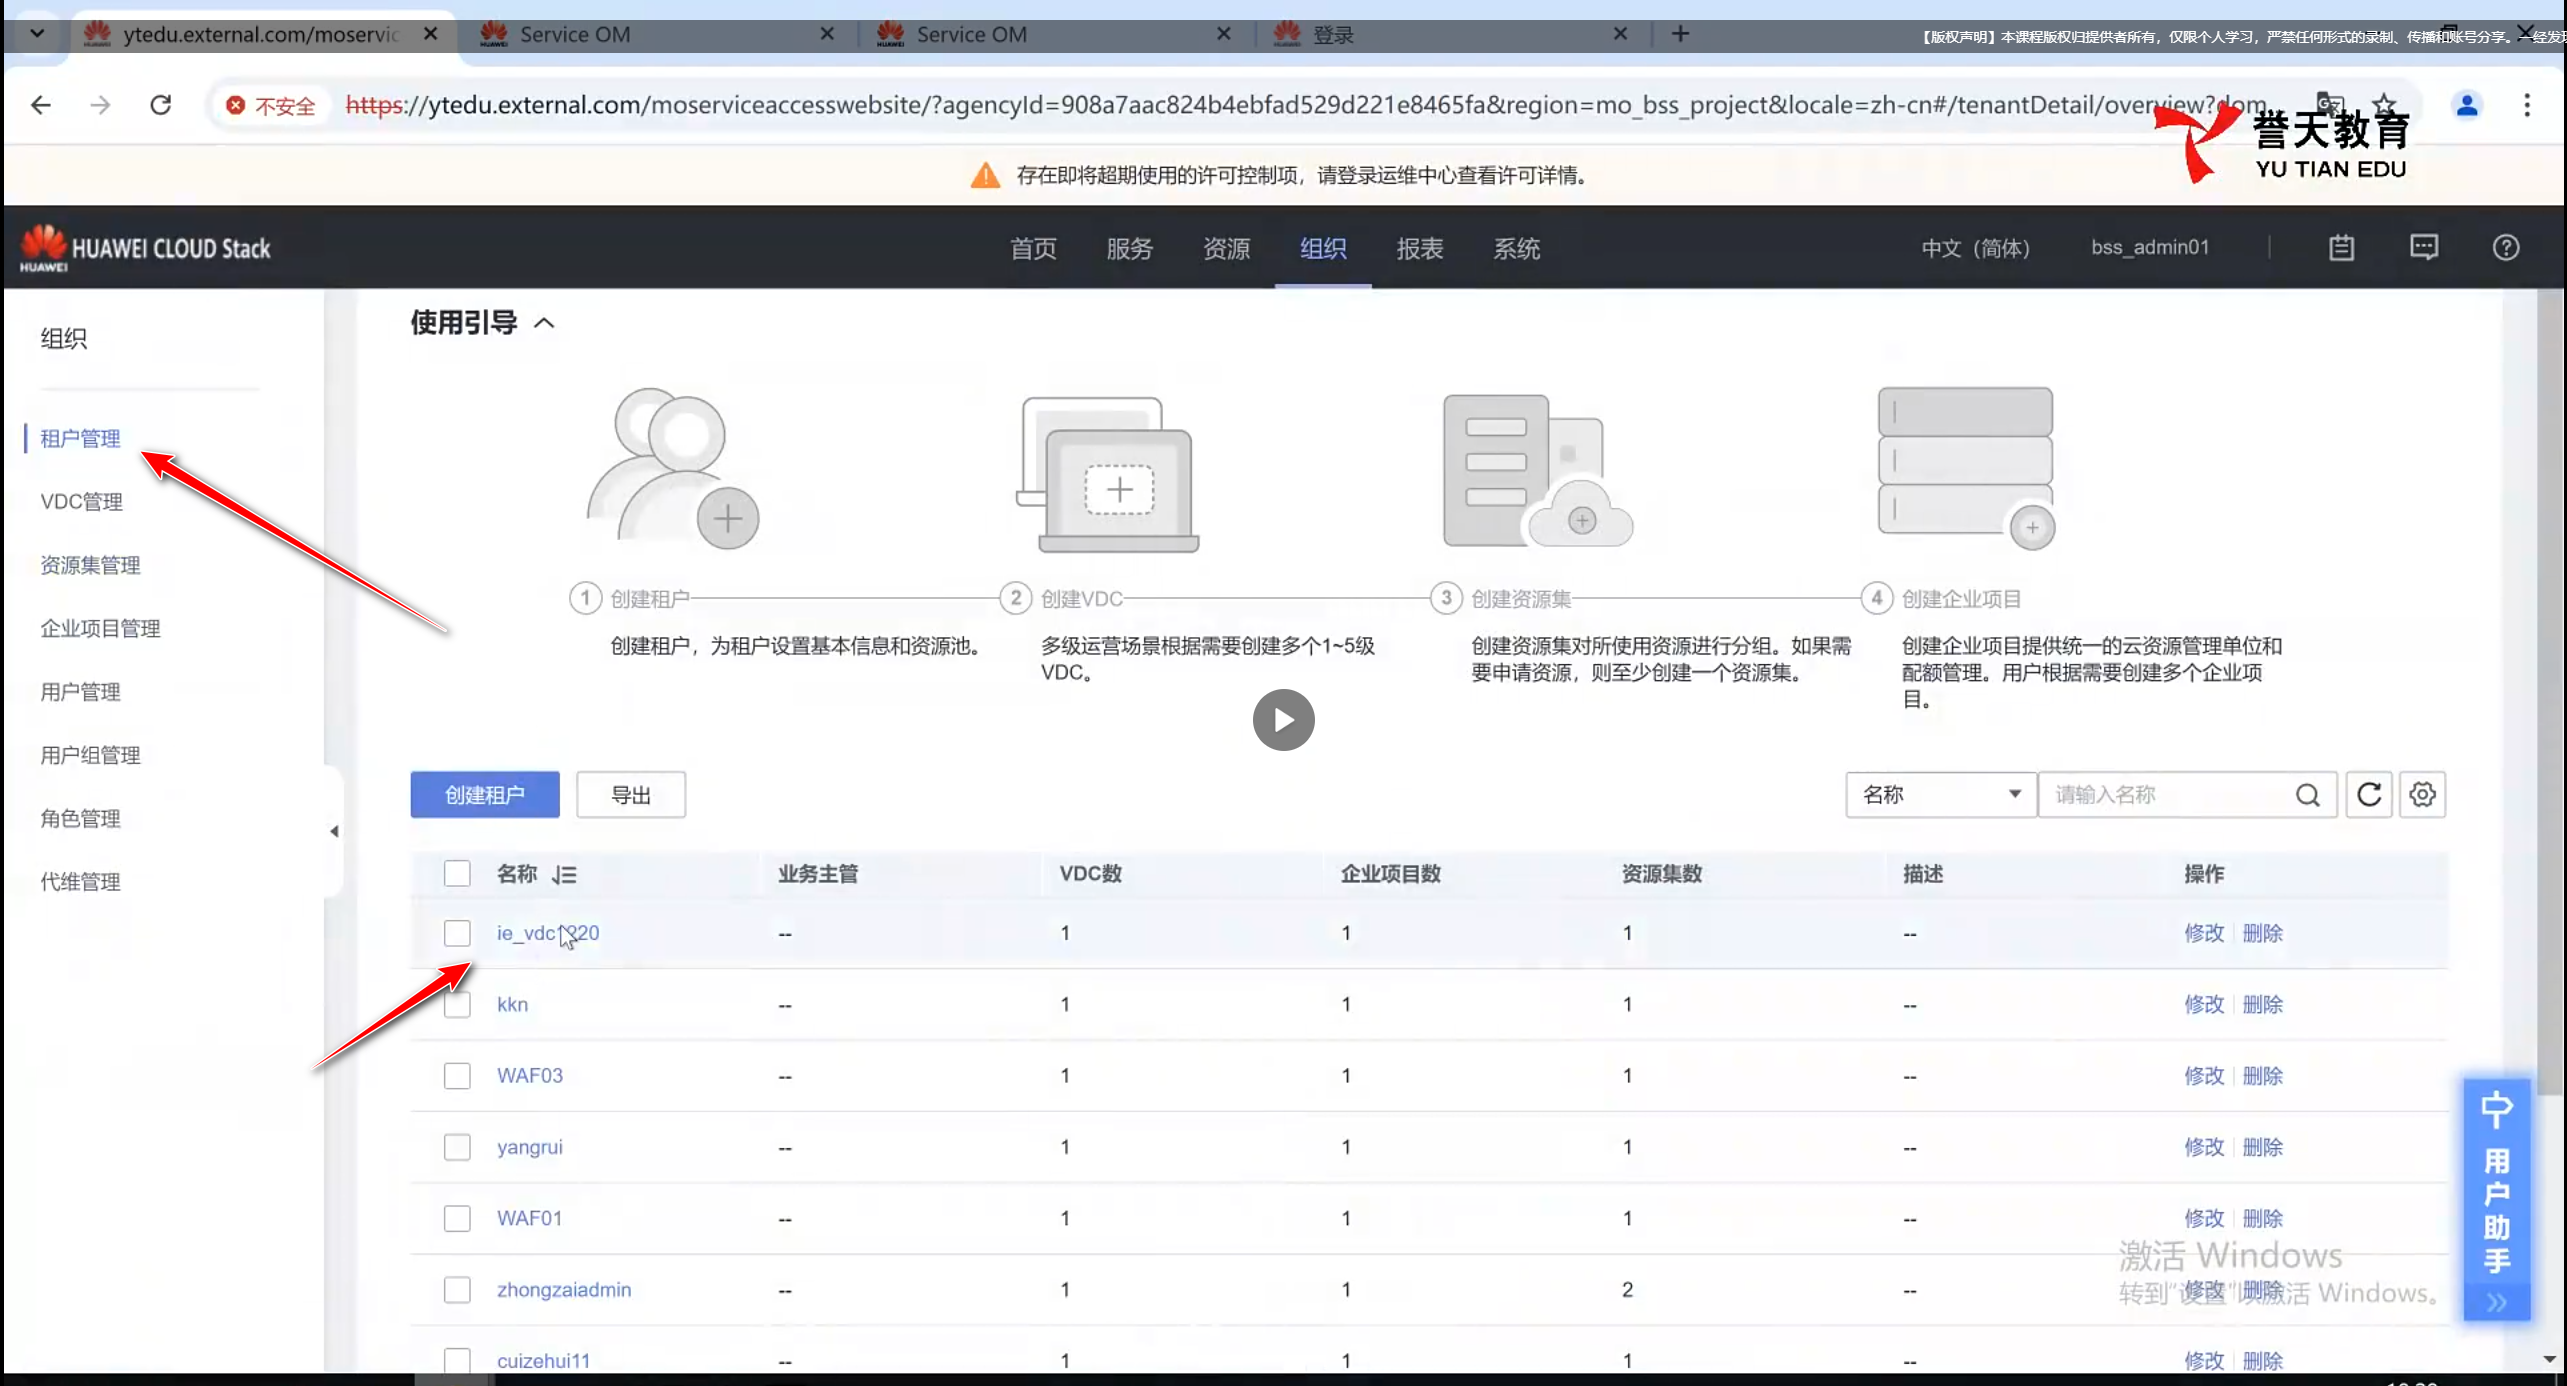 ytedu.external.com/moservic
Service OM
Service OM
登录
【版权声明】本课程版权归提供者所有，仅限个人学习，严禁任何形式的录制、传播和账号分享。一经发现
不安全
https://ytedu.external.com/moserviceaccesswebsite/?agencyId=908a7aac824b4ebfad529d221e8465fa&region=mo_bss_project&locale=zh-cn#/tenantDetail/overview?dom...
誉天教育
YU TIAN EDU
存在即将超期使用的许可控制项，请登录运维中心查看许可详情。
HUAWEI
HUAWEI CLOUD Stack
首页
服务
资源
组织
报表
系统
中文（简体）
bss_admin01
组织
租户管理
VDC管理
资源集管理
企业项目管理
用户管理
用户组管理
角色管理
代维管理
使用引导
1 创建租户
创建租户，为租户设置基本信息和资源池。
2 创建VDC
多级运营场景根据需要创建多个1~5级
VDC。
3 创建资源集
创建资源集对所使用资源进行分组。如果需
要申请资源，则至少创建一个资源集。
4 创建企业项目
创建企业项目提供统一的云资源管理单位和
配额管理。用户根据需要创建多个企业项
目。
创建租户
导出
名称
请输入名称
名称 业务主管 VDC数 企业项目数 资源集数 描述 操作
ie_vdc1220 -- 1 1 1 -- 修改 删除
kkn -- 1 1 1 -- 修改 删除
WAF03 -- 1 1 1 -- 修改 删除
yangrui -- 1 1 1 -- 修改 删除
WAF01 -- 1 1 1 -- 修改 删除
zhongzaiadmin -- 1 1 2 -- 修改 删除
cuizehui11 -- 1 1 1 -- 修改 删除
激活 Windows
转到"设置"以激活 Windows。
用户助手